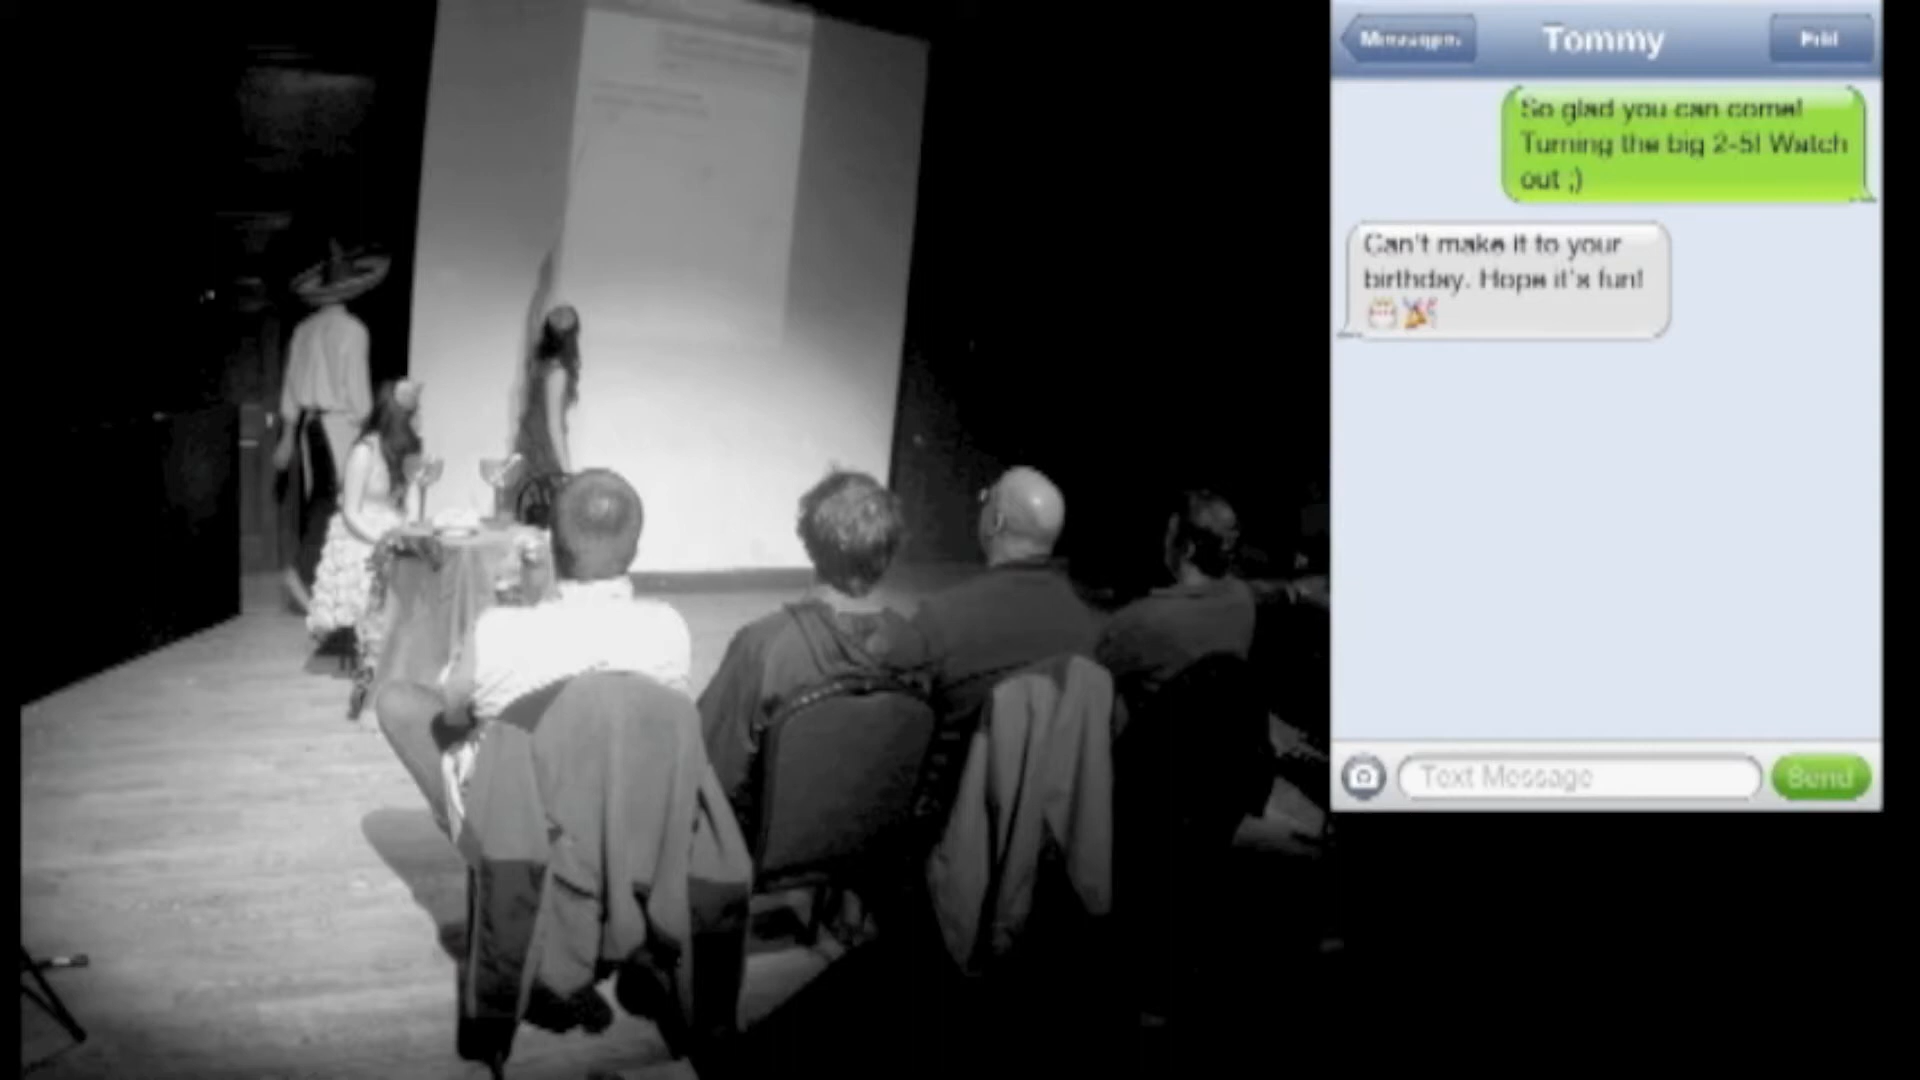 Messages
Tommy
Edit
So glad you can come!
Turning the big 2-5! Watch
out ;)
Can't make it to your
birthday. Hope it's fun!
🎂🎉
Text Message
Send